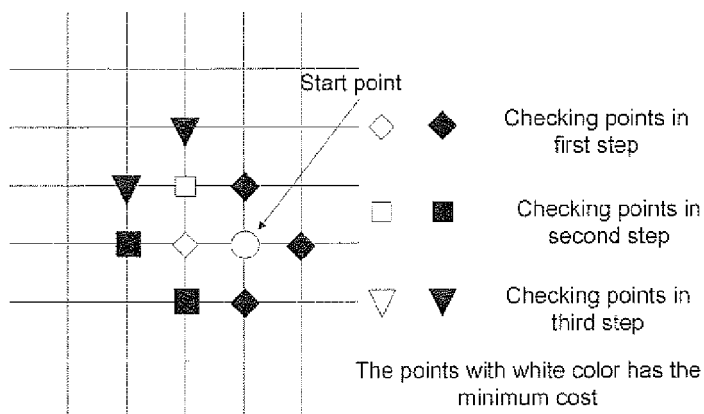 Start point
Checking points in
first step
Checking points in
second step
Checking points in
third step
The points with white color has the
minimum cost